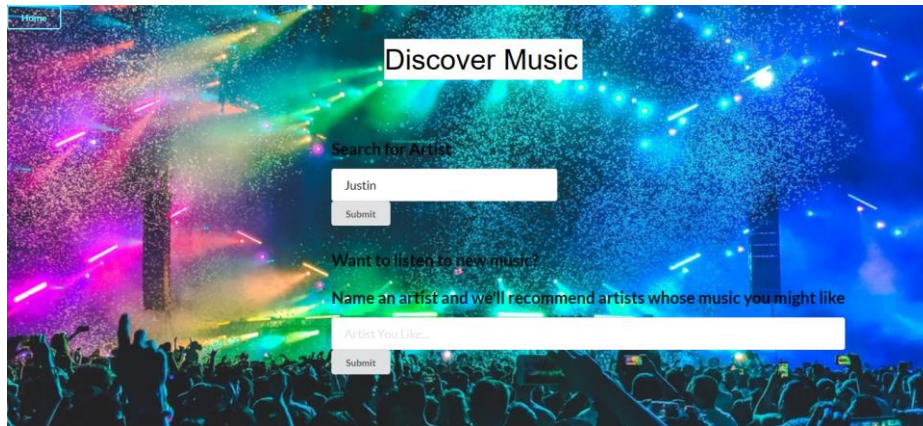 Home
Discover Music
Search for Artist
Justin
Submit
Want to listen to new music?
Name an artist and we'll recommend artists whose music you might like
Artist You Like...
Submit